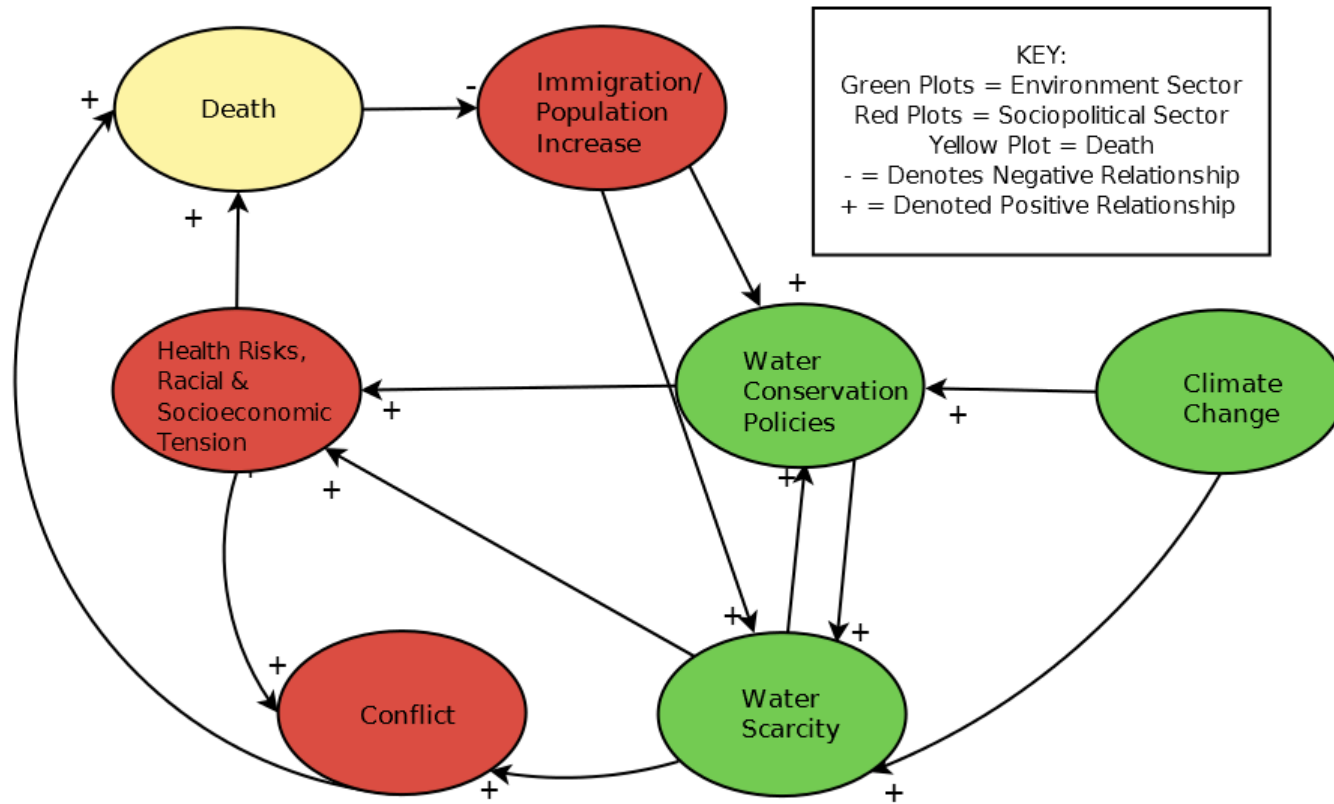 Death
-
+
Immigration/
Population
Increase
KEY:
Green Plots = Environment Sector
Red Plots = Sociopolitical Sector
Yellow Plot = Death
- = Denotes Negative Relationship
+ = Denoted Positive Relationship
+
+
Health Risks,
Racial &
Socioeconomic
Tension
+
Water
Conservation
Policies
+
Climate
Change
+
+
+
+
+
+
Conflict
Water
Scarcity
+
+